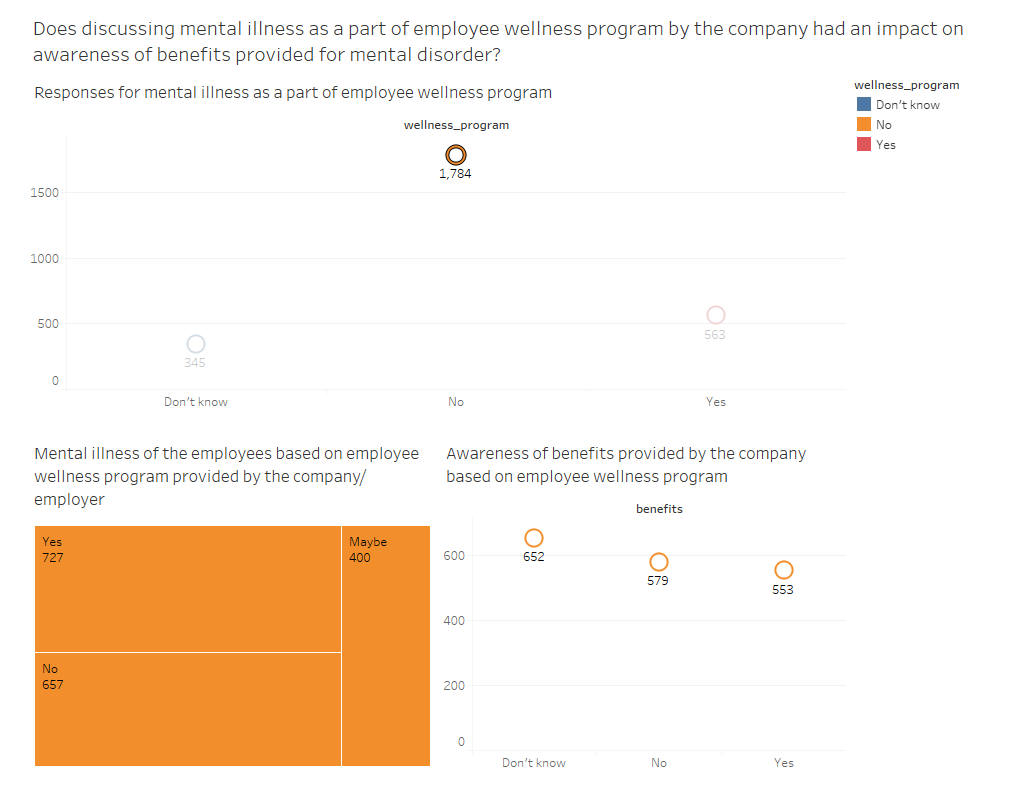 Does discussing mental illness as a part of employee wellness program by the company had an impact on
awareness of benefits provided for mental disorder?
Responses for mental illness as a part of employee wellness program
wellness_program
Don't know
No
Yes
wellness_program
1,784
1500
1000
500
563
345
0
Don't know
No
Yes
Mental illness of the employees based on employee
wellness program provided by the company/
employer
Yes
727
Maybe
400
No
657
Awareness of benefits provided by the company
based on employee wellness program
benefits
600
652
579
553
400
200
0
Don't know
No
Yes